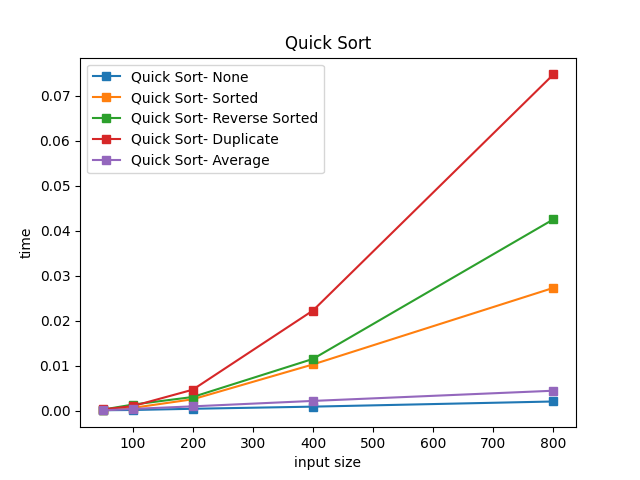 Quick Sort
Quick Sort- None
Quick Sort- Sorted
Quick Sort- Reverse Sorted
Quick Sort- Duplicate
Quick Sort- Average
0.07
0.06
0.05
0.04
0.03
0.02
0.01
0.00
time
100 200 300 400 500 600 700 800
input size